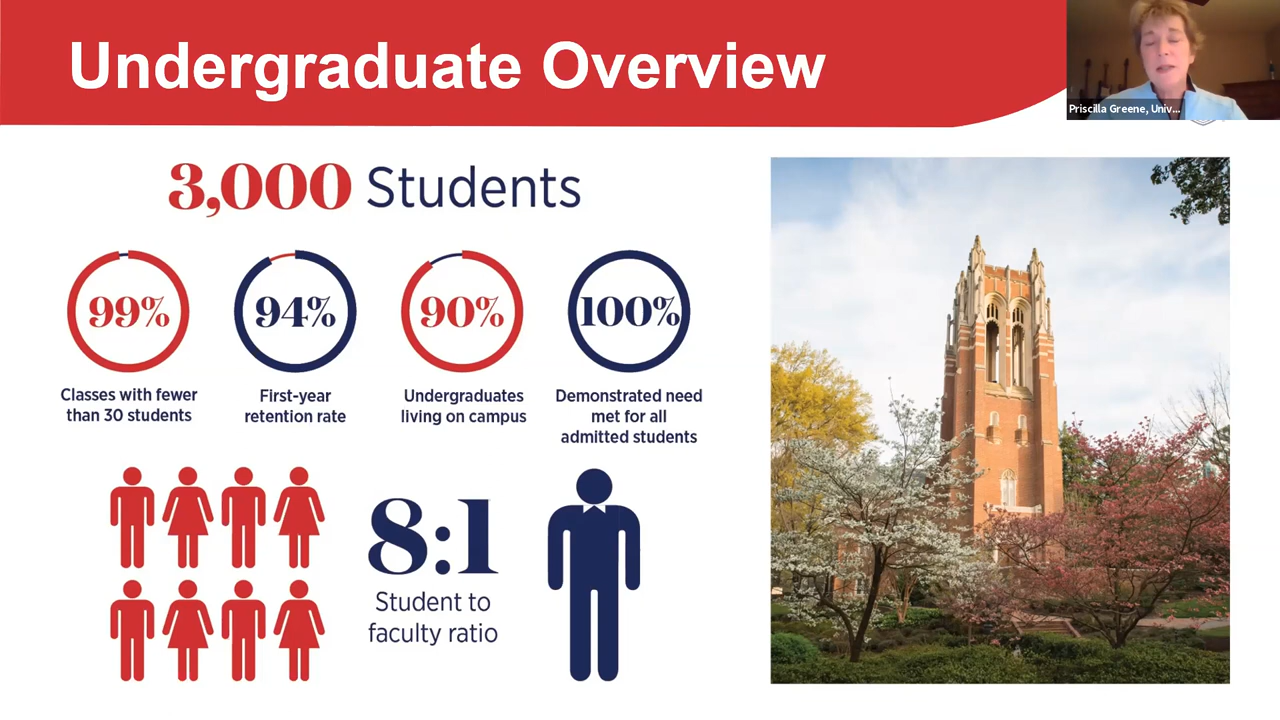 Undergraduate Overview
Priscilla Greene, Univ...
3,000 Students
99%
94%
90%
100%
Classes with fewer
than 30 students
First-year
retention rate
Undergraduates
living on campus
Demonstrated need
met for all
admitted students
8:1
Student to
faculty ratio